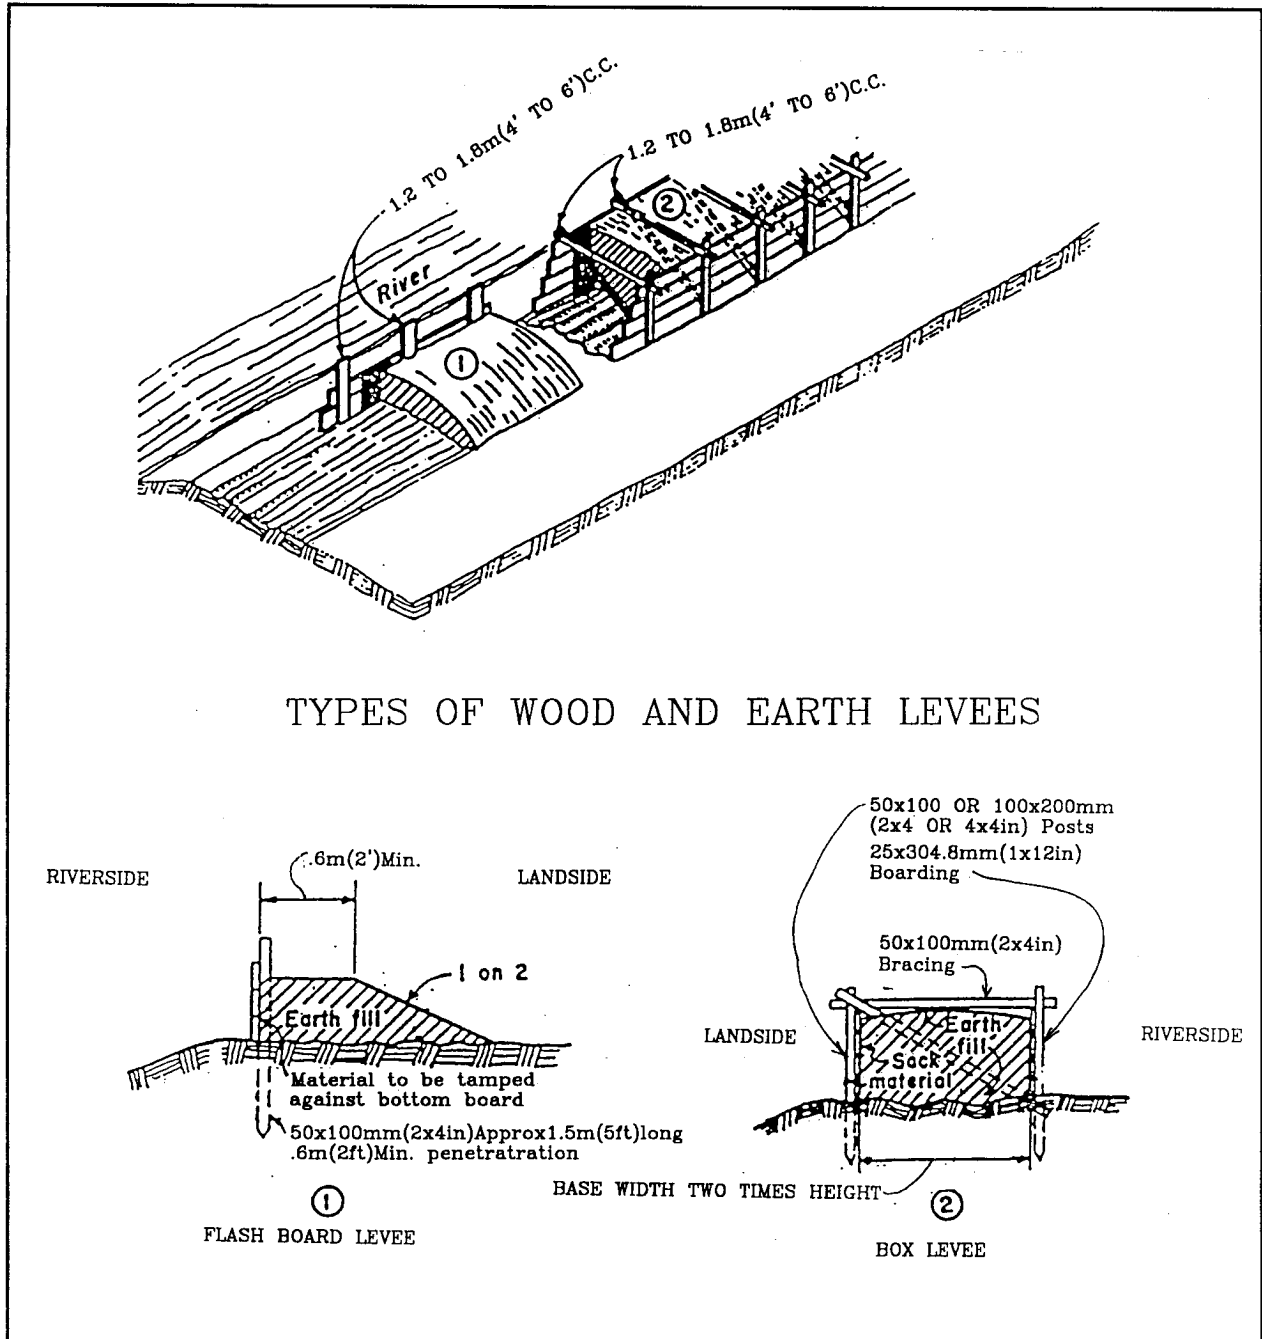 1.2 TO 1.8m(4' TO 6')C.C.
1.2 TO 1.8m(4' TO 6')C.C.
River
①
②
TYPES OF WOOD AND EARTH LEVEES
RIVERSIDE
.6m(2')Min.
LANDSIDE
1 on 2
Earth fill
Material to be tamped
against bottom board
50x100mm(2x4in)Approx1.5m(5ft)long
.6m(2ft)Min. penetratration
①
FLASH BOARD LEVEE
50x100 OR 100x200mm
(2x4 OR 4x4in) Posts
25x304.8mm(1x12in)
Boarding
50x100mm(2x4in)
Bracing
LANDSIDE
Earth
fill
Sack
material
RIVERSIDE
BASE WIDTH TWO TIMES HEIGHT
②
BOX LEVEE